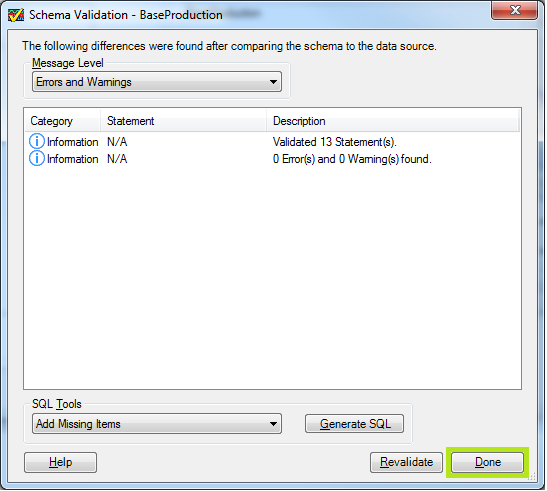 Schema Validation - BaseProduction
The following differences were found after comparing the schema to the data source.
Message Level
Errors and Warnings
Category Statement Description
Information N/A Validated 13 Statement(s).
Information N/A 0 Error(s) and 0 Warning(s) found.
SQL Tools
Add Missing Items Generate SQL
Help Revalidate Done